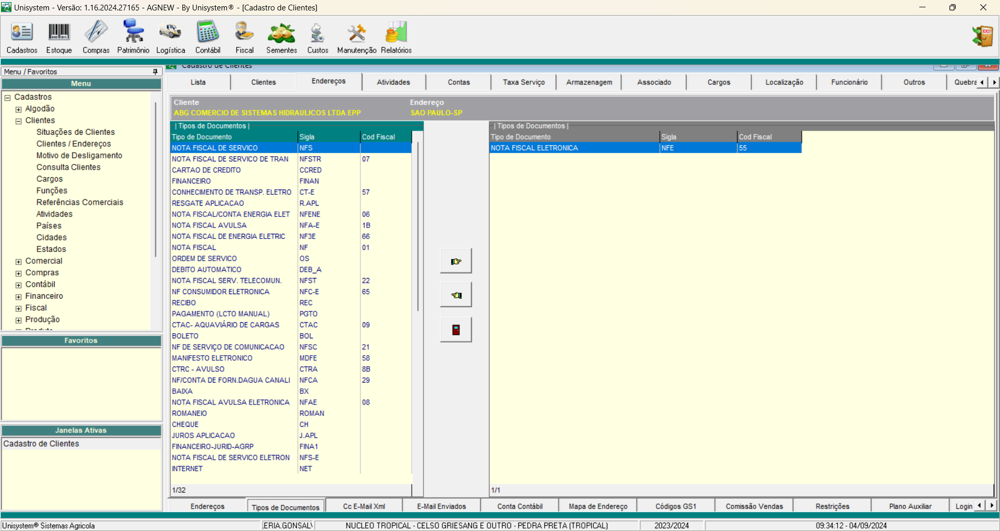 Unisystem - Versão: 1.16.2024.27165 - AGNEW - By Unisystem® - [Cadastro de Clientes]
Cadastros Estoque Compras Patrimônio Logística Contábil Fiscal Sementes Custos Manutenção Relatórios
EXIT
Menu / Favoritos
Cadastro de Clientes
Menu
Lista Clientes Endereços Atividades Contas Taxa Serviço Armazenagem Associado Cargos Localização Funcionário Outros Quebra
Cadastros
Algodão
Clientes
Situações de Clientes
Clientes / Endereços
Motivo de Desligamento
Consulta Clientes
Cargos
Funções
Referências Comerciais
Atividades
Países
Cidades
Estados
Comercial
Compras
Contábil
Financeiro
Fiscal
Produção
Produto
Favoritos
Janelas Ativas
Cadastro de Clientes
Cliente Endereço
ABG COMERCIO DE SISTEMAS HIDRAULICOS LTDA EPP SAO PAULO-SP
| Tipos de Documentos |
Tipo de Documento Sigla Cod Fiscal
NOTA FISCAL DE SERVICO NFS
NOTA FISCAL DE SERVICO DE TRAN NFSTR 07
CARTAO DE CREDITO CCRED
FINANCEIRO FINAN
CONHECIMENTO DE TRANSP. ELETRO CT-E 57
RESGATE APLICACAO R.APL
NOTA FISCAL/CONTA ENERGIA ELET NFENE 06
NOTA FISCAL AVULSA NFA-E 1B
NOTA FISCAL DE ENERGIA ELETRIC NF3E 66
NOTA FISCAL NF 01
ORDEM DE SERVICO OS
DEBITO AUTOMATICO DEB_A
NOTA FISCAL SERV. TELECOMUN. NFST 22
NF CONSUMIDOR ELETRONICA NFC-E 65
RECIBO REC
PAGAMENTO (LCTO MANUAL) PGTO
CTAC- AQUAVIÁRIO DE CARGAS CTAC 09
BOLETO BOL
NF DE SERVIÇO DE COMUNICACAO NFSC 21
MANIFESTO ELETRONICO MDFE 58
CTRC - AVULSO CTRA 8B
NF/CONTA DE FORN.DAGUA CANALI NFCA 29
BAIXA BX
NOTA FISCAL AVULSA ELETRONICA NFAE 08
ROMANEIO ROMAN
CHEQUE CH
JUROS APLICACAO J.APL
FINANCEIRO-JURID-AGRP FINA1
NOTA FISCAL DE SERVICO ELETRON NFS-E
INTERNET NET
1/32
| Tipos de Documentos |
Tipo de Documento Sigla Cod Fiscal
NOTA FISCAL ELETRONICA NFE 55
1/1
Endereços Tipos de Documentos Cc E-Mail Xml E-Mail Enviados Conta Contábil Mapa de Endereço Códigos GS1 Comissão Vendas Restrições Plano Auxiliar Login
Unisystem® Sistemas Agricola .ERIA.GONSAL\ NUCLEO TROPICAL - CELSO GRIESANG E OUTRO - PEDRA PRETA (TROPICAL) 2023/2024 09:34:12 - 04/09/2024